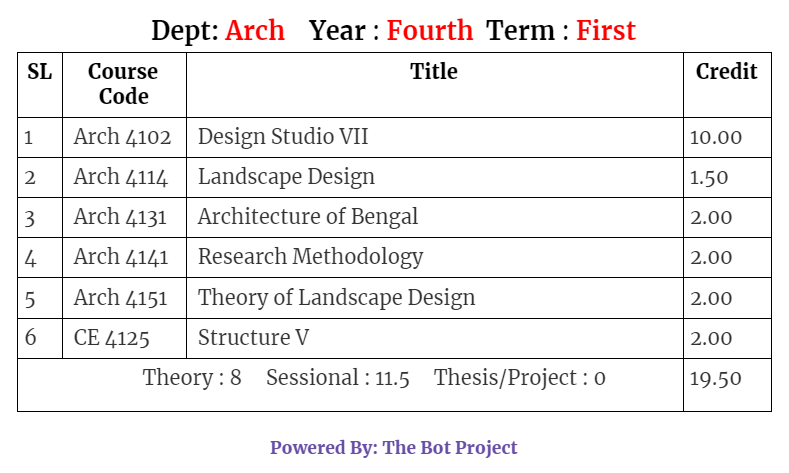 Dept: Arch Year : Fourth Term : First
SL Course Code Title Credit
1 Arch 4102 Design Studio VII 10.00
2 Arch 4114 Landscape Design 1.50
3 Arch 4131 Architecture of Bengal 2.00
4 Arch 4141 Research Methodology 2.00
5 Arch 4151 Theory of Landscape Design 2.00
6 CE 4125 Structure V 2.00
Theory : 8 Sessional : 11.5 Thesis/Project : 0 19.50
Powered By: The Bot Project